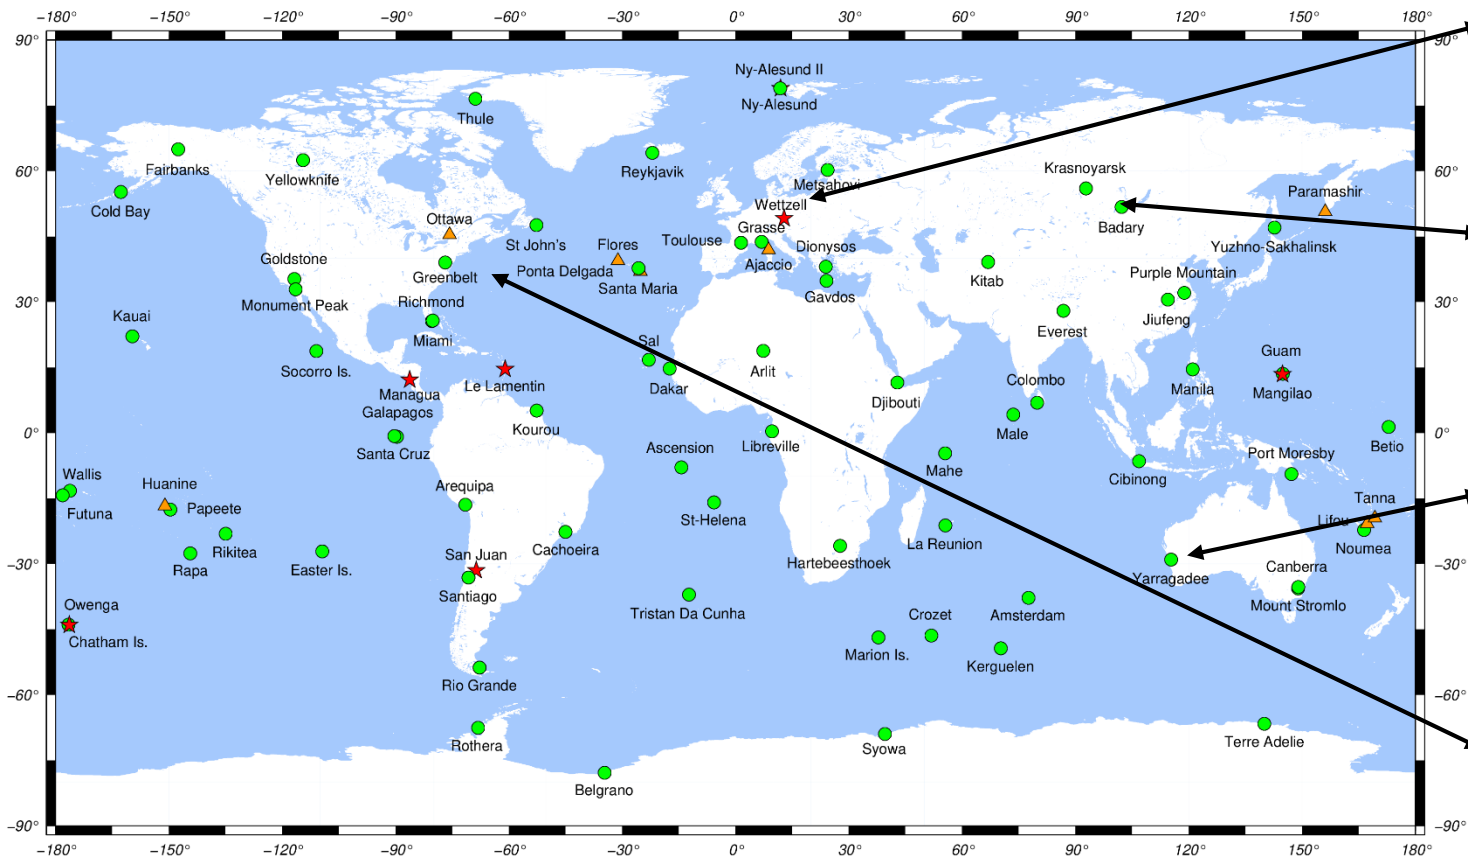 −180° −150° −120° −90° −60° −30° 0° 30° 60° 90° 120° 150° 180°
90° 90°
Ny-Alesund II
Ny-Alesund
Thule
Fairbanks
Yellowknife
Reykjavik
Krasnoyarsk
60° 60°
Metsahovi
Paramashir
Cold Bay
Wettzell
Ottawa
Badary
Grasse
St John's
Flores
Toulouse
Dionysos
Yuzhno-Sakhalinsk
Goldstone
Ponta Delgada
Ajaccio
Purple Mountain
Greenbelt
Kitab
Santa Maria
Gavdos
30° 30°
Monument Peak
Richmond
Jiufeng
Kauai
Everest
Miami
Sal
Guam
Socorro Is.
Le Lamentin
Arlit
Colombo
Dakar
Manila
Mangilao
Managua
Djibouti
Galapagos
Kourou
Male
0° 0°
Libreville
Betio
Santa Cruz
Ascension
Port Moresby
Mahe
Wallis
Cibinong
Huanine
Arequipa
Tanna
Papeete
Futuna
St-Helena
Lifou
Rikitea
La Reunion
Cachoeira
Noumea
San Juan
Hartebeesthoek
−30° −30°
Rapa
Easter Is.
Canberra
Yarragadee
Santiago
Owenga
Mount Stromlo
Tristan Da Cunha
Crozet
Amsterdam
Chatham Is.
Marion Is.
Kerguelen
Rio Grande
−60° −60°
Rothera
Syowa
Terre Adelie
Belgrano
−90° −90°
−180° −150° −120° −90° −60° −30° 0° 30° 60° 90° 120° 150° 180°